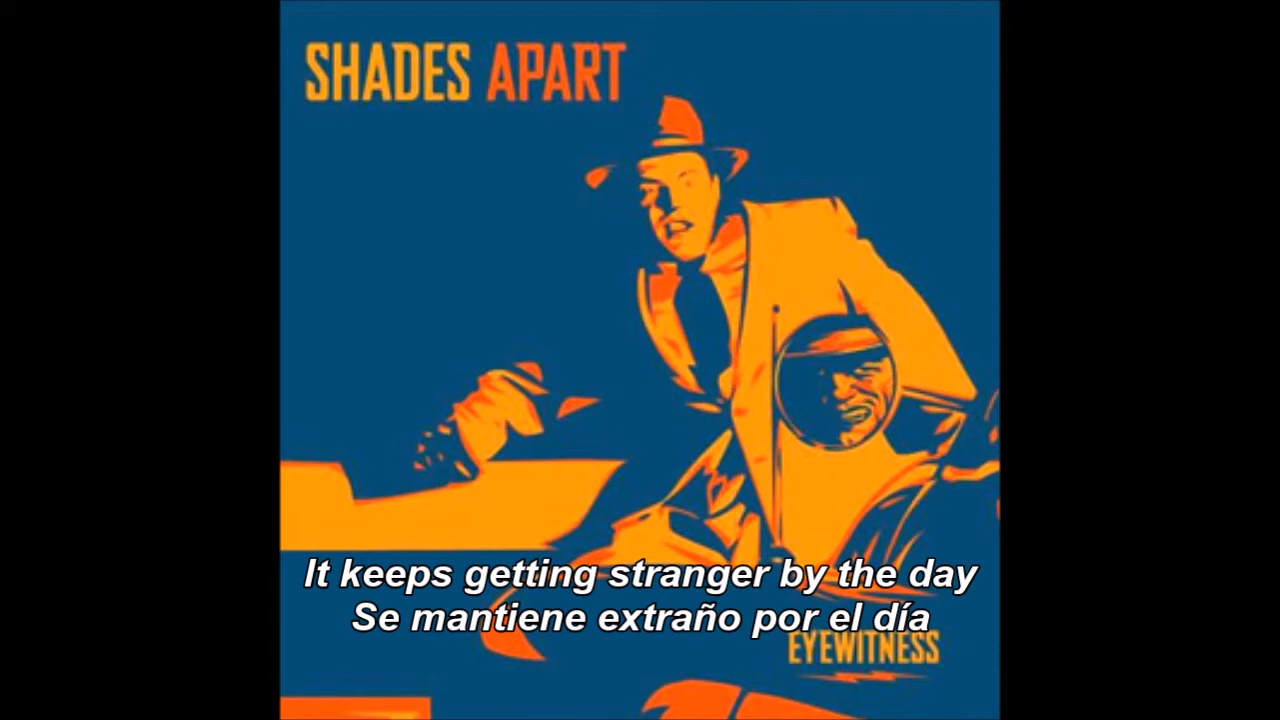 SHADES APART
It keeps getting stranger by the day
Se mantiene extraño por el día
EYEWITNESS